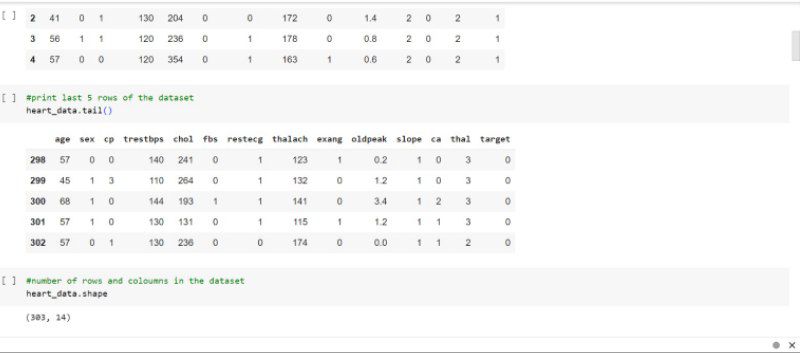 [ ] 2 41 0 1 130 204 0 0 172 0 1.4 2 0 2 1
3 56 1 1 120 236 0 1 178 0 0.8 2 0 2 1
4 57 0 0 120 354 0 1 163 1 0.6 2 0 2 1
[ ] #print last 5 rows of the dataset
heart_data.tail()
age sex cp trestbps chol fbs restecg thalach exang oldpeak slope ca thal target
298 57 0 0 140 241 0 1 123 1 0.2 1 0 3 0
299 45 1 3 110 264 0 1 132 0 1.2 1 0 3 0
300 68 1 0 144 193 1 1 141 0 3.4 1 2 3 0
301 57 1 0 130 131 0 1 115 1 1.2 1 1 3 0
302 57 0 1 130 236 0 0 174 0 0.0 1 1 2 0
[ ] #number of rows and coloumns in the dataset
heart_data.shape
(303, 14)